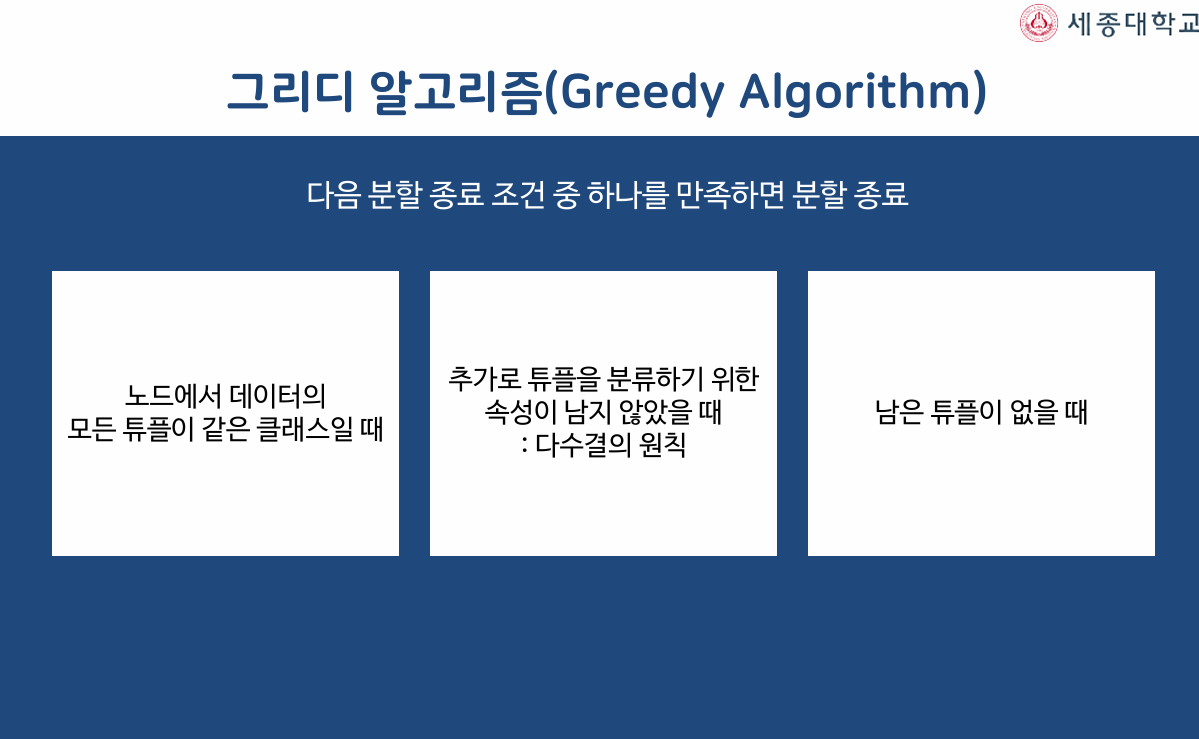 세종대학교
그리디 알고리즘(Greedy Algorithm)
다음 분할 종료 조건 중 하나를 만족하면 분할 종료
노드에서 데이터의
모든 튜플이 같은 클래스일 때
추가로 튜플을 분류하기 위한
속성이 남지 않았을 때
: 다수결의 원칙
남은 튜플이 없을 때